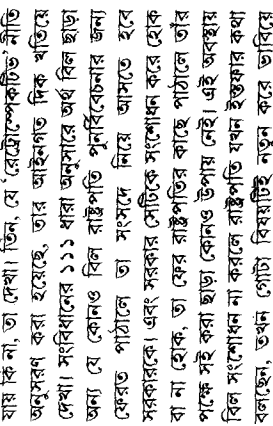 যায় কি না, তা দেখা। তিন, যে ‘রেট্রোস্পেকটিভ’ নীতি
অনুসরণ করা হয়েছে, তার আইনগত দিক খতিয়ে
দেখা। সংবিধানের ১১১ ধারা অনুসারে অর্থ বিল ছাড়া
অন্য যে কোনও বিল রাষ্ট্রপতি পুনর্বিবেচনার জন্য
ফেরত পাঠালে তা সংসদে নিয়ে আসতে হবে
সরকারকে। এবং সরকার সেটিকে সংশোধন করে হোক
বা না হোক, তা ফের রাষ্ট্রপতির কাছে পাঠালে তাঁর
পক্ষে সই করা ছাড়া কোনও উপায় নেই। এই অবস্থায়
বিল সংশোধন না করলে রাষ্ট্রপতি যখন ইস্তফার কথা
বলছেন, তখন গোটা বিষয়টিই নতুন করে ভাবিয়ে